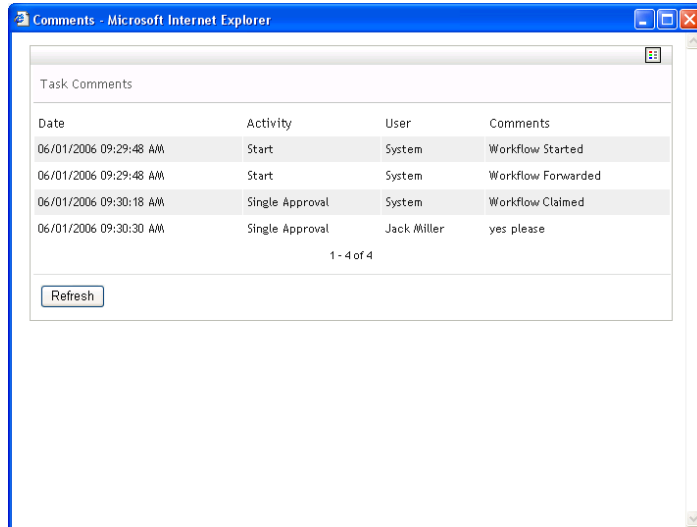 Comments - Microsoft Internet Explorer
Task Comments
Date Activity User Comments
06/01/2006 09:29:48 AM Start System Workflow Started
06/01/2006 09:29:48 AM Start System Workflow Forwarded
06/01/2006 09:30:18 AM Single Approval System Workflow Claimed
06/01/2006 09:30:30 AM Single Approval Jack Miller yes please
1 - 4 of 4
Refresh